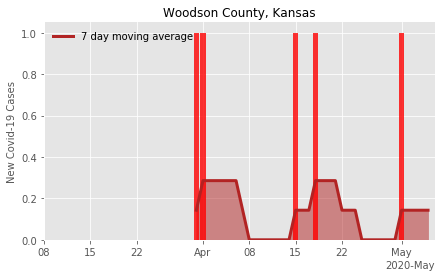 Woodson County, Kansas
7 day moving average
New Covid-19 Cases
1.0
0.8
0.6
0.4
0.2
0.0
08 15 22 Apr 08 15 22 May
2020-May